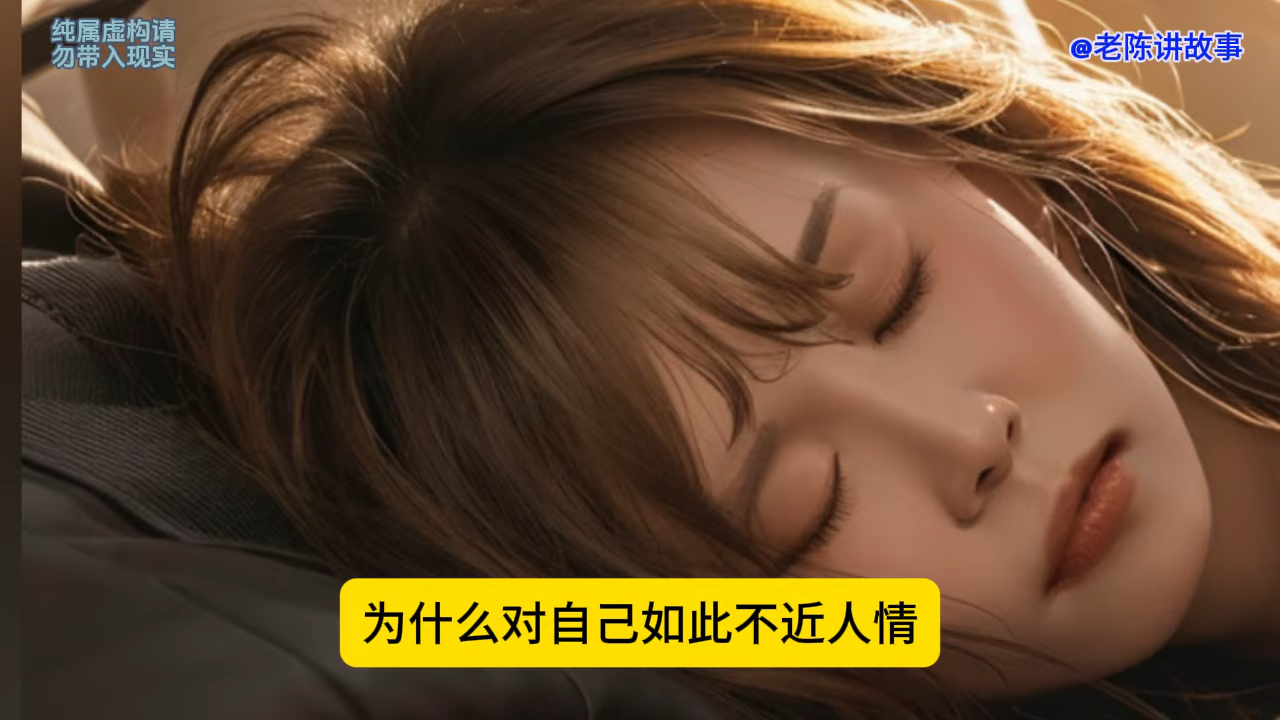 纯属虚构请
勿带入现实
@老陈讲故事
为什么对自己如此不近人情